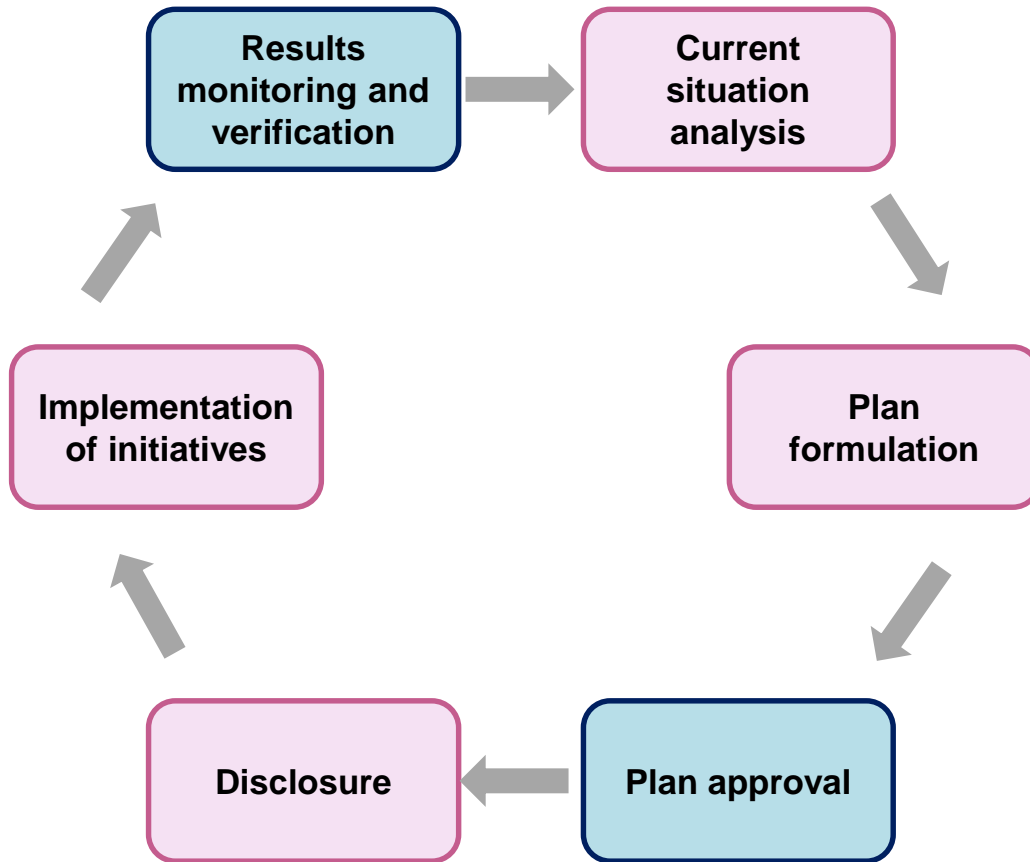 Results
monitoring and
verification
Current
situation
analysis
Implementation
of initiatives
Plan
formulation
Disclosure
Plan approval